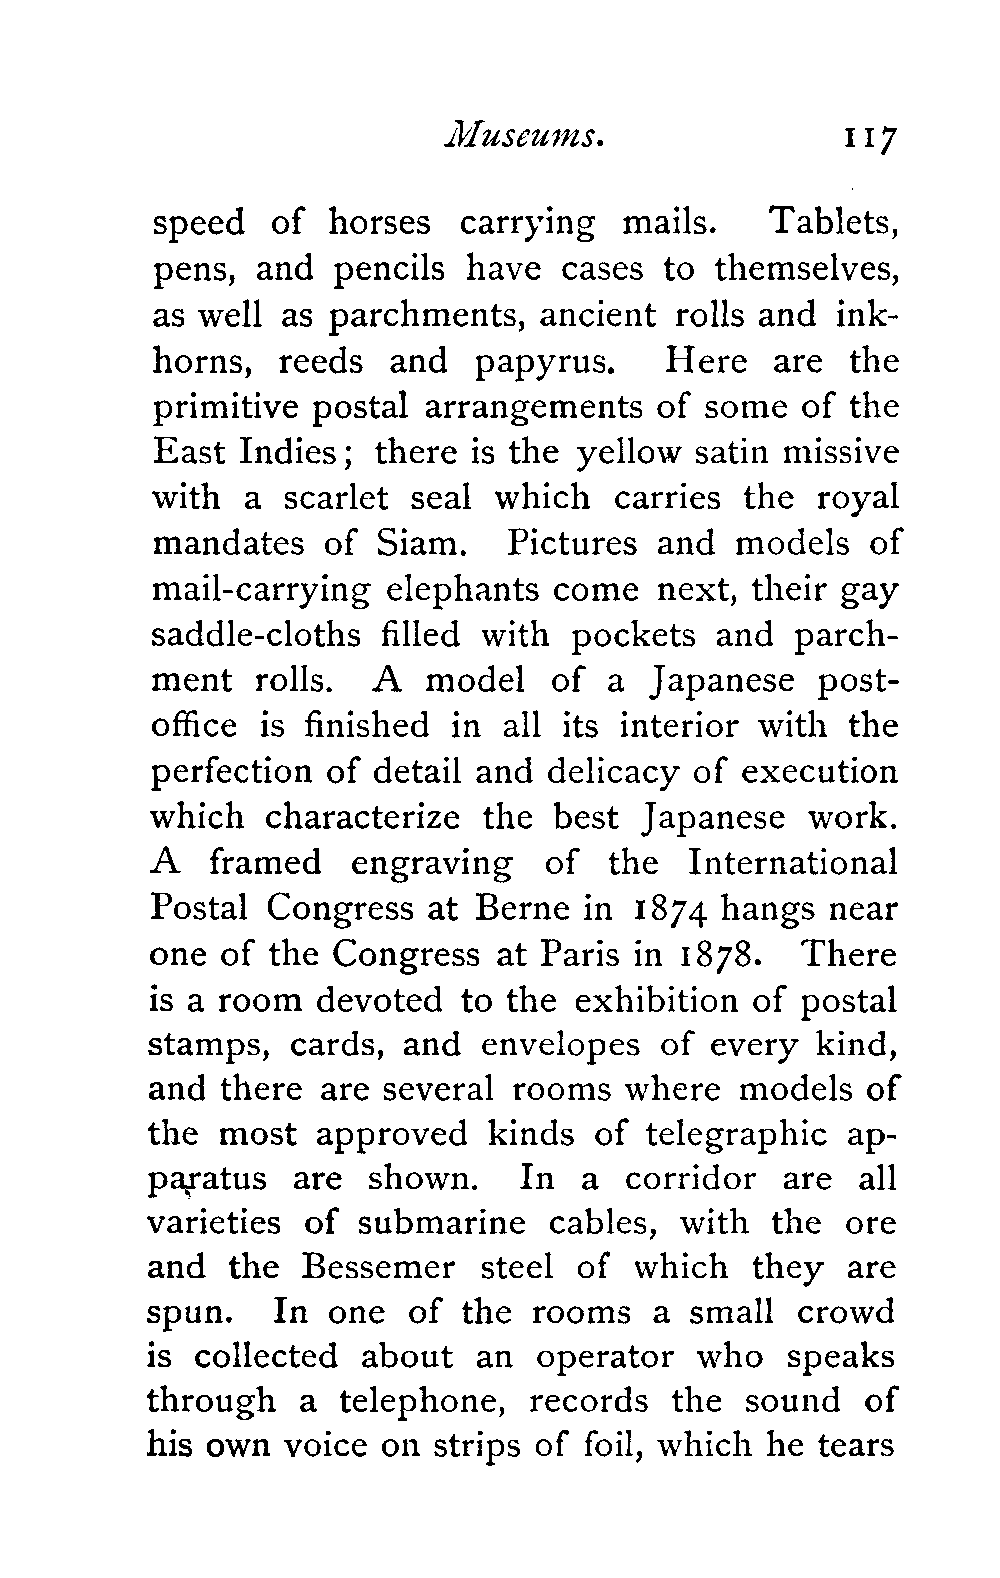 Museums. 117
speed of horses carrying mails. Tablets,
pens, and pencils have cases to themselves,
as well as parchments, ancient rolls and ink-
horns, reeds and papyrus. Here are the
primitive postal arrangements of some of the
East Indies; there is the yellow satin missive
with a scarlet seal which carries the royal
mandates of Siam. Pictures and models of
mail-carrying elephants come next, their gay
saddle-cloths filled with pockets and parch-
ment rolls. A model of a Japanese post-
office is finished in all its interior with the
perfection of detail and delicacy of execution
which characterize the best Japanese work.
A framed engraving of the International
Postal Congress at Berne in 1874 hangs near
one of the Congress at Paris in 1878. There
is a room devoted to the exhibition of postal
stamps, cards, and envelopes of every kind,
and there are several rooms where models of
the most approved kinds of telegraphic ap-
paratus are shown. In a corridor are all
varieties of submarine cables, with the ore
and the Bessemer steel of which they are
spun. In one of the rooms a small crowd
is collected about an operator who speaks
through a telephone, records the sound of
his own voice on strips of foil, which he tears